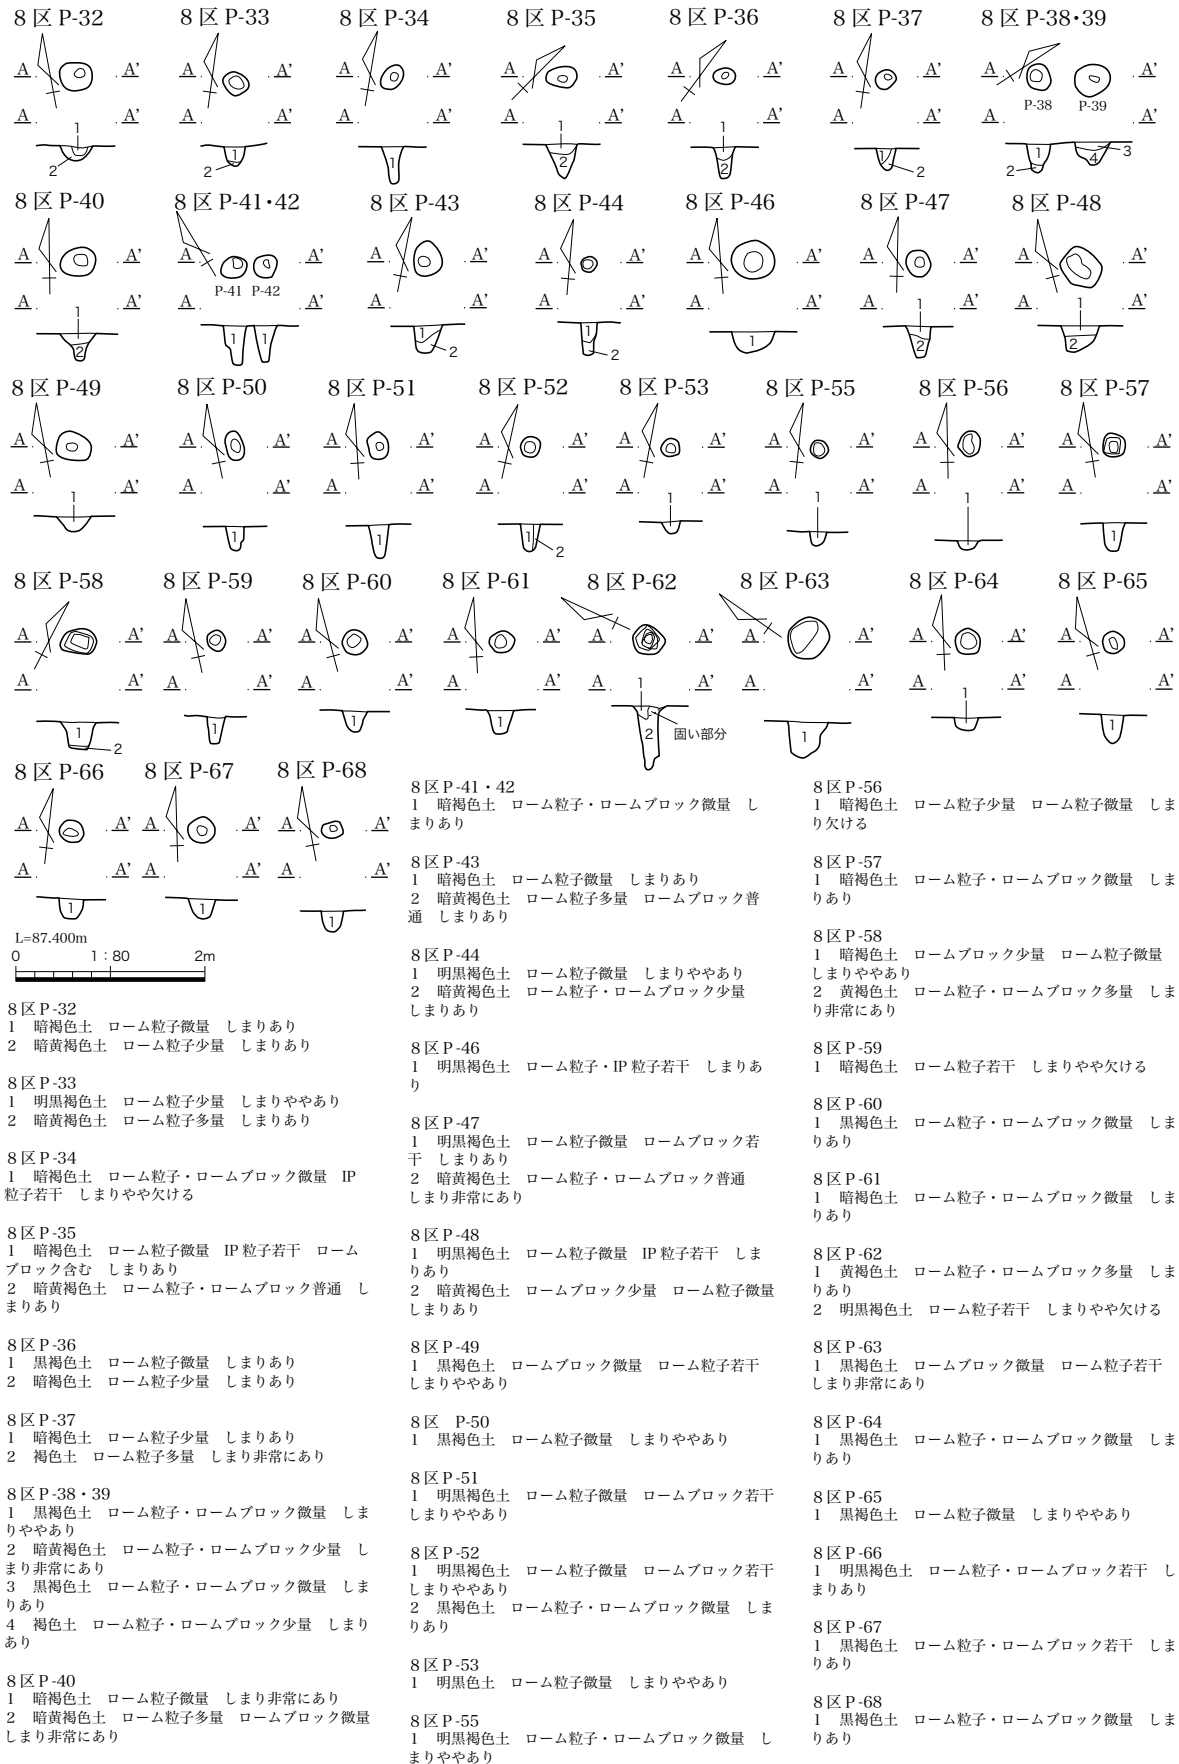 8区 P-32
8区 P-33
8区 P-34
8区 P-35
8区 P-36
8区 P-37
8区 P-38・39
A A' A A' A A' A A' A A' A A' A A'
P-38 P-39
A A' A A' A A' A A' A A' A A' A A'
1 2
1 2
1
1 2
1 2
1 2
1 2 3 4
8区 P-40
8区 P-41・42
8区 P-43
8区 P-44
8区 P-46
8区 P-47
8区 P-48
A A' A A' A A' A A' A A' A A' A A'
P-41 P-42
A A' A A' A A' A A' A A' A A' A A'
1 2
1 1
1 2
1 2
1
1 2
1 2
8区 P-49
8区 P-50
8区 P-51
8区 P-52
8区 P-53
8区 P-55
8区 P-56
8区 P-57
A A' A A' A A' A A' A A' A A' A A' A A'
A A' A A' A A' A A' A A' A A' A A' A A'
1
1
1
1 2
1
1
1
1
8区 P-58
8区 P-59
8区 P-60
8区 P-61
8区 P-62
8区 P-63
8区 P-64
8区 P-65
A A' A A' A A' A A' A A' A A' A A' A A'
A A' A A' A A' A A' A A' A A' A A' A A'
1 2
1
1
1
1 2 固い部分
1
1
1
8区 P-66
8区 P-67
8区 P-68
A A' A A' A A'
A A' A A' A A'
1
1
1
L=87.400m
0 1:80 2m
8区P-32
1 暗褐色土 ローム粒子微量 しまりあり
2 暗黄褐色土 ローム粒子少量 しまりあり
8区P-33
1 明黒褐色土 ローム粒子少量 しまりややあり
2 暗黄褐色土 ローム粒子多量 しまりあり
8区P-34
1 暗褐色土 ローム粒子・ロームブロック微量 IP
粒子若干 しまりやや欠ける
8区P-35
1 暗褐色土 ローム粒子微量 IP粒子若干 ローム
ブロック含む しまりあり
2 暗黄褐色土 ローム粒子・ロームブロック普通 し
まりあり
8区P-36
1 黒褐色土 ローム粒子微量 しまりあり
2 暗褐色土 ローム粒子少量 しまりあり
8区P-37
1 暗褐色土 ローム粒子少量 しまりあり
2 褐色土 ローム粒子多量 しまり非常にあり
8区P-38・39
1 黒褐色土 ローム粒子・ロームブロック微量 しま
りややあり
2 暗黄褐色土 ローム粒子・ロームブロック少量 し
まり非常にあり
3 黒褐色土 ローム粒子・ロームブロック微量 しま
りあり
4 褐色土 ローム粒子・ロームブロック少量 しまり
あり
8区P-40
1 暗褐色土 ローム粒子微量 しまり非常にあり
2 暗黄褐色土 ローム粒子多量 ロームブロック微量
しまり非常にあり
8区P-41・42
1 暗褐色土 ローム粒子・ロームブロック微量 し
まりあり
8区P-43
1 暗褐色土 ローム粒子微量 しまりあり
2 暗黄褐色土 ローム粒子多量 ロームブロック普
通 しまりあり
8区P-44
1 明黒褐色土 ローム粒子微量 しまりややあり
2 暗黄褐色土 ローム粒子・ロームブロック少量
しまりあり
8区P-46
1 明黒褐色土 ローム粒子・IP粒子若干 しまりあ
り
8区P-47
1 明黒褐色土 ローム粒子微量 ロームブロック若
干 しまりあり
2 暗黄褐色土 ローム粒子・ロームブロック普通
しまり非常にあり
8区P-48
1 明黒褐色土 ローム粒子微量 IP粒子若干 しま
りあり
2 暗黄褐色土 ロームブロック少量 ローム粒子微量
しまりあり
8区P-49
1 黒褐色土 ロームブロック微量 ローム粒子若干
しまりややあり
8区 P-50
1 黒褐色土 ローム粒子微量 しまりややあり
8区P-51
1 明黒褐色土 ローム粒子微量 ロームブロック若干
しまりややあり
8区P-52
1 明黒褐色土 ローム粒子微量 ロームブロック若干
しまりややあり
2 黒褐色土 ローム粒子・ロームブロック微量 しま
りあり
8区P-53
1 明黒色土 ローム粒子微量 しまりややあり
8区P-55
1 明黒褐色土 ローム粒子・ロームブロック微量 し
まりややあり
8区P-56
1 暗褐色土 ローム粒子少量 ローム粒子微量 しま
り欠ける
8区P-57
1 暗褐色土 ローム粒子・ロームブロック微量 しま
りあり
8区P-58
1 暗褐色土 ロームブロック少量 ローム粒子微量
しまりややあり
2 黄褐色土 ローム粒子・ロームブロック多量 しま
り非常にあり
8区P-59
1 暗褐色土 ローム粒子若干 しまりやや欠ける
8区P-60
1 黒褐色土 ローム粒子・ロームブロック微量 しま
りあり
8区P-61
1 暗褐色土 ローム粒子・ロームブロック微量 しま
りあり
8区P-62
1 黄褐色土 ローム粒子・ロームブロック多量 しま
りあり
2 明黒褐色土 ローム粒子若干 しまりやや欠ける
8区P-63
1 黒褐色土 ロームブロック微量 ローム粒子若干
しまり非常にあり
8区P-64
1 黒褐色土 ローム粒子・ロームブロック微量 しま
りあり
8区P-65
1 黒褐色土 ローム粒子微量 しまりややあり
8区P-66
1 明黒褐色土 ローム粒子・ロームブロック若干 し
まりあり
8区P-67
1 黒褐色土 ローム粒子・ロームブロック若干 しま
りあり
8区P-68
1 黒褐色土 ローム粒子・ロームブロック微量 しま
りあり